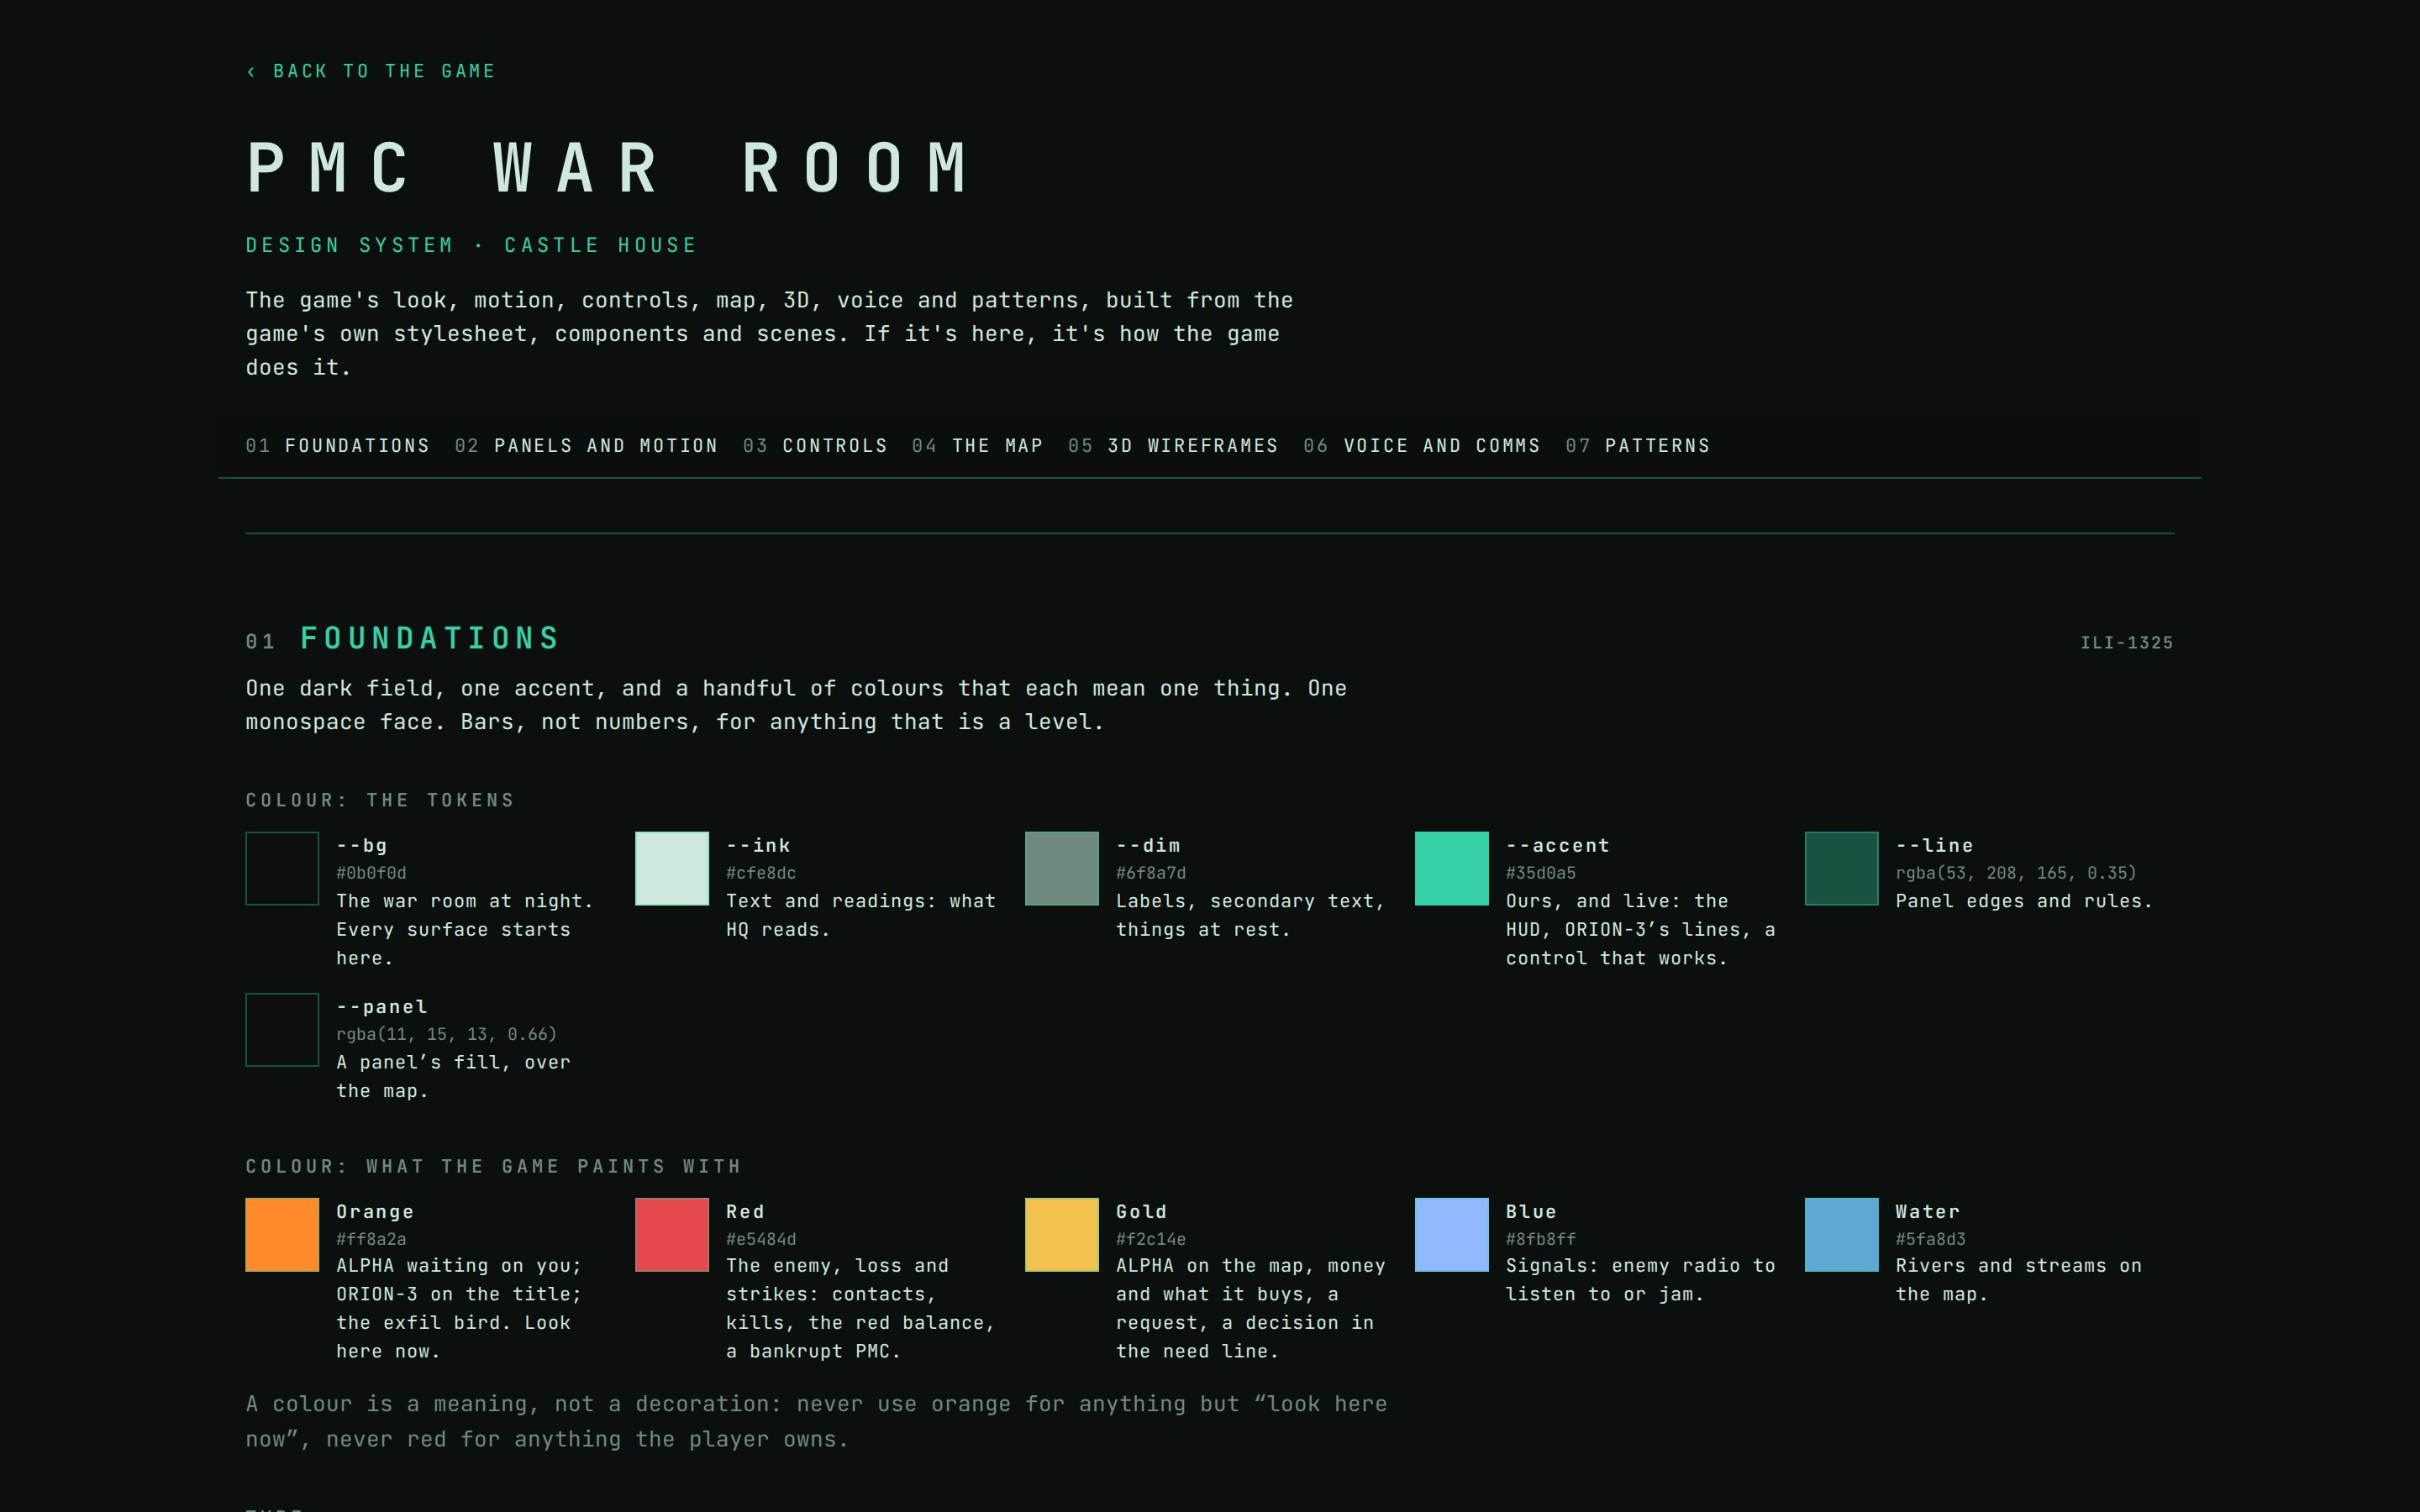 ‹ BACK TO THE GAME
PMC WAR ROOM
DESIGN SYSTEM · CASTLE HOUSE
The game's look, motion, controls, map, 3D, voice and patterns, built from the
game's own stylesheet, components and scenes. If it's here, it's how the game
does it.
01 FOUNDATIONS 02 PANELS AND MOTION 03 CONTROLS 04 THE MAP 05 3D WIREFRAMES 06 VOICE AND COMMS 07 PATTERNS
01 FOUNDATIONS
ILI-1325
One dark field, one accent, and a handful of colours that each mean one thing. One
monospace face. Bars, not numbers, for anything that is a level.
COLOUR: THE TOKENS
--bg
#0b0f0d
The war room at night.
Every surface starts
here.
--ink
#cfe8dc
Text and readings: what
HQ reads.
--dim
#6f8a7d
Labels, secondary text,
things at rest.
--accent
#35d0a5
Ours, and live: the
HUD, ORION-3’s lines, a
control that works.
--line
rgba(53, 208, 165, 0.35)
Panel edges and rules.
--panel
rgba(11, 15, 13, 0.66)
A panel’s fill, over
the map.
COLOUR: WHAT THE GAME PAINTS WITH
Orange
#ff8a2a
ALPHA waiting on you;
ORION-3 on the title;
the exfil bird. Look
here now.
Red
#e5484d
The enemy, loss and
strikes: contacts,
kills, the red balance,
a bankrupt PMC.
Gold
#f2c14e
ALPHA on the map, money
and what it buys, a
request, a decision in
the need line.
Blue
#8fb8ff
Signals: enemy radio to
listen to or jam.
Water
#5fa8d3
Rivers and streams on
the map.
A colour is a meaning, not a decoration: never use orange for anything but “look here
now”, never red for anything the player owns.